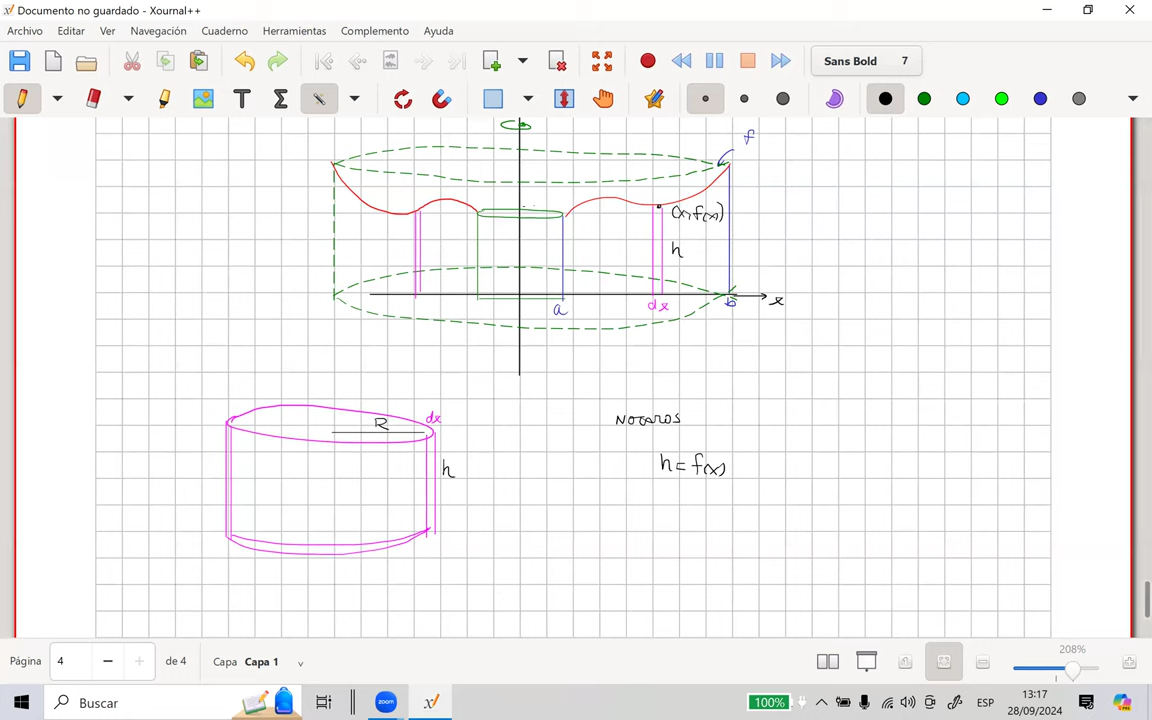 Documento no guardado - Xournal++
Archivo Editar Ver Navegación Cuaderno Herramientas Complemento Ayuda
Sans Bold 7
f
(x, f(x))
h
a
dx
b
x
R
dx
h
h = f(x)
Página 4 de 4 Capa Capa 1
208%
Buscar
zoom
100%
ESP
13:17
28/09/2024